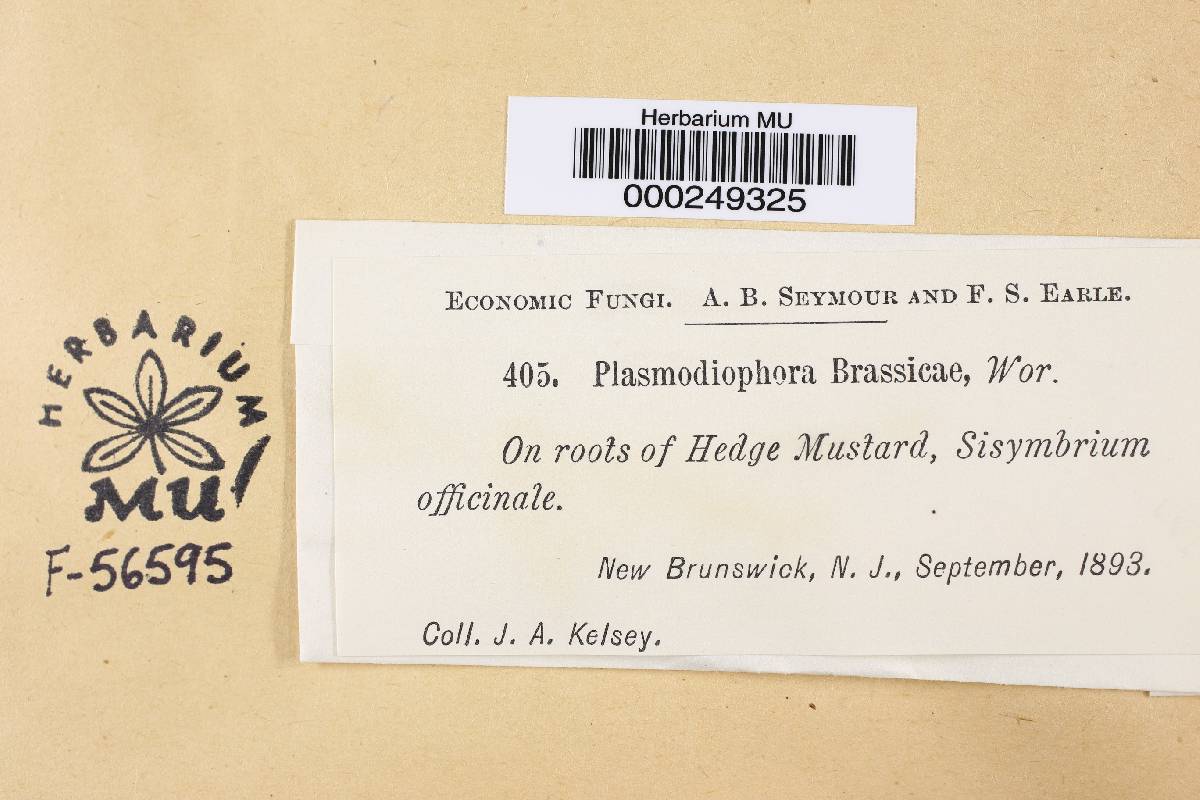 Herbarium MU
000249325
ECONOMIC FUNGI. A. B. SEYMOUR AND F. S. EARLE.
405. Plasmodiophora Brassicae, Wor.
On roots of Hedge Mustard, Sisymbrium
officinale.
New Brunswick, N. J., September, 1893.
Coll. J. A. Kelsey.
HERBARIUM
MU
F-56595